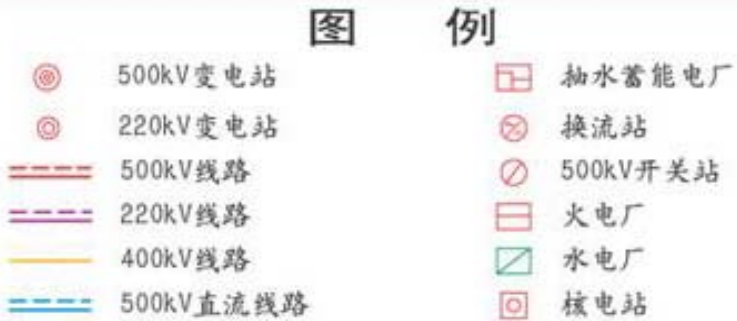 图 例
500kV变电站 抽水蓄能电厂
220kV变电站 换流站
500kV线路 500kV开关站
220kV线路 火电厂
400kV线路 水电厂
500kV直流线路 核电站